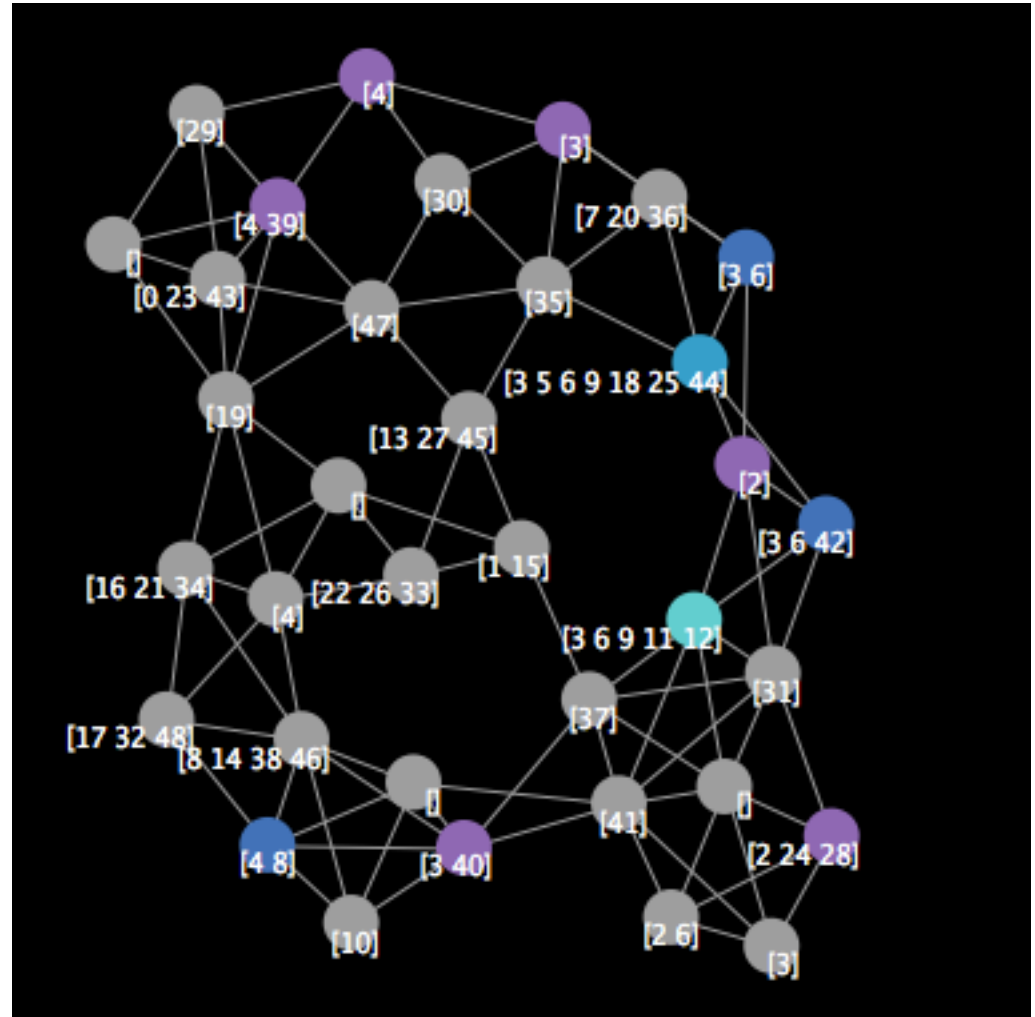 [4]
[29]
[3]
[30]
[7 20 36]
[4 39]
[]
[3 6]
[0 23 43]
[35]
[47]
[3 5 6 9 18 25 44]
[19]
[13 27 45]
[2]
[]
[3 6 42]
[1 15]
[16 21 34]
[22 26 33]
[4]
[3 6 9 11 12]
[31]
[37]
[17 32 48]
[8 14 38 46]
[]
[]
[41]
[2 24 28]
[4 8]
[3 40]
[2 6]
[10]
[3]